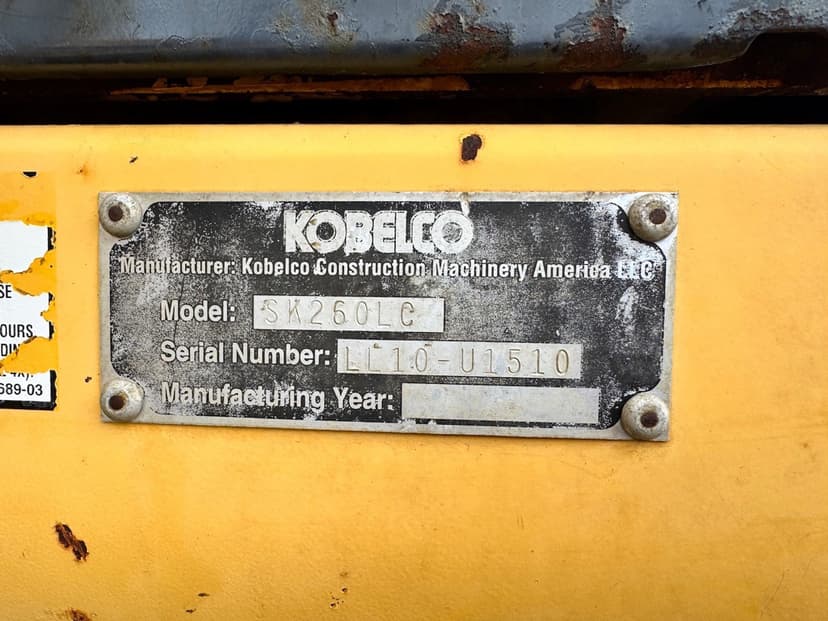 KOBELCO
Manufacturer: Kobelco Construction Machinery America LLC
Model: SK260LC
Serial Number: LL10-U1510
Manufacturing Year:
SE
OURS
689-03